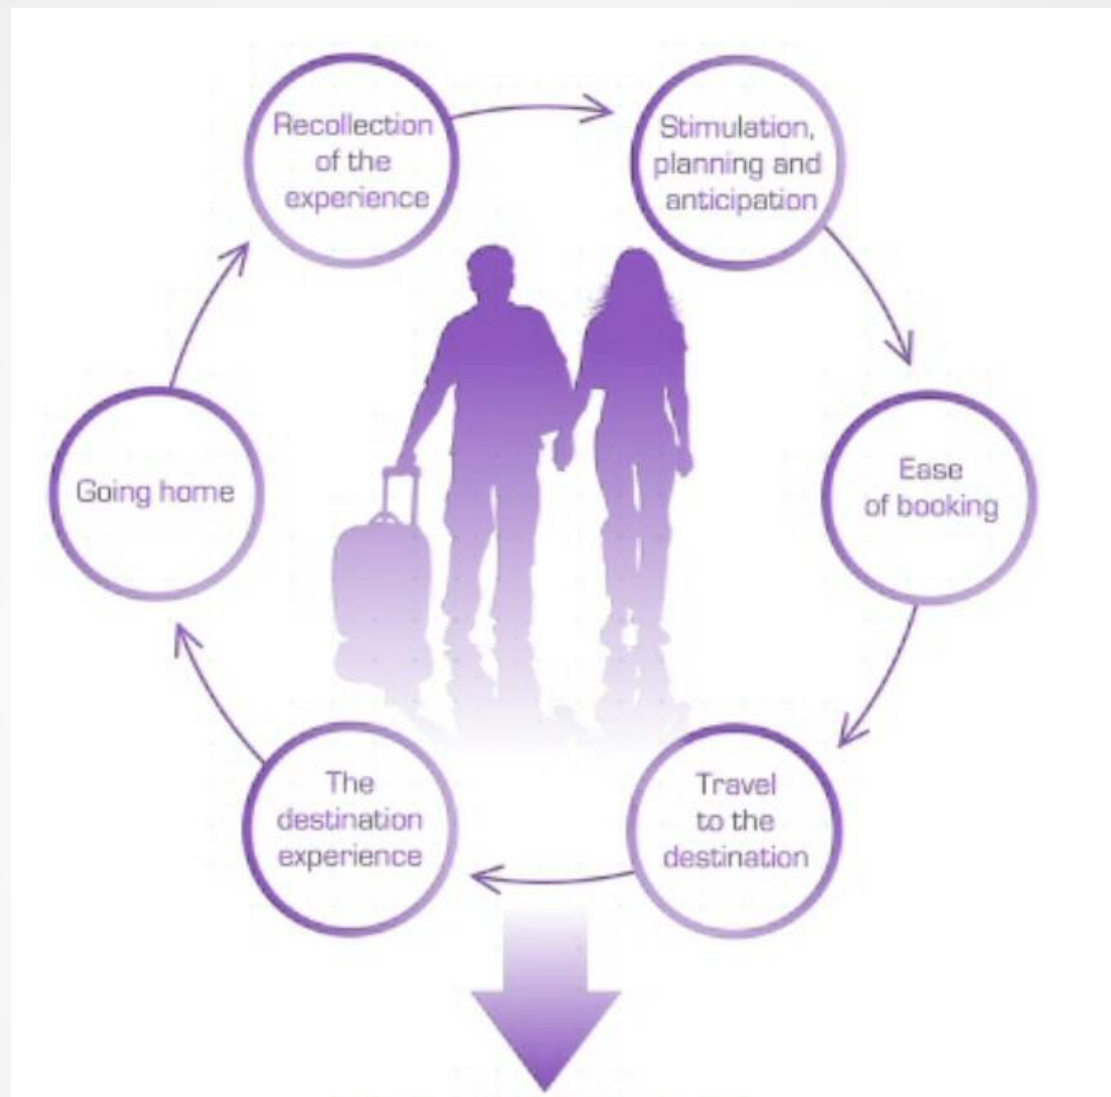 Recollection
of the
experience
Stimulation,
planning and
anticipation
Ease
of booking
Travel
to the
destination
The
destination
experience
Going home